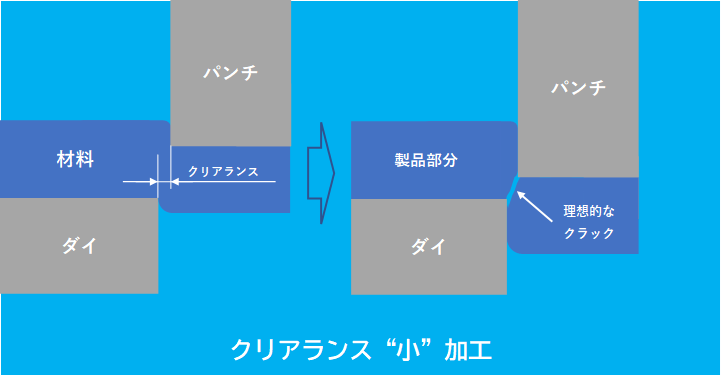 パンチ
パンチ
材料
クリアランス
製品部分
理想的な
クラック
ダイ
ダイ
クリアランス“小”加工